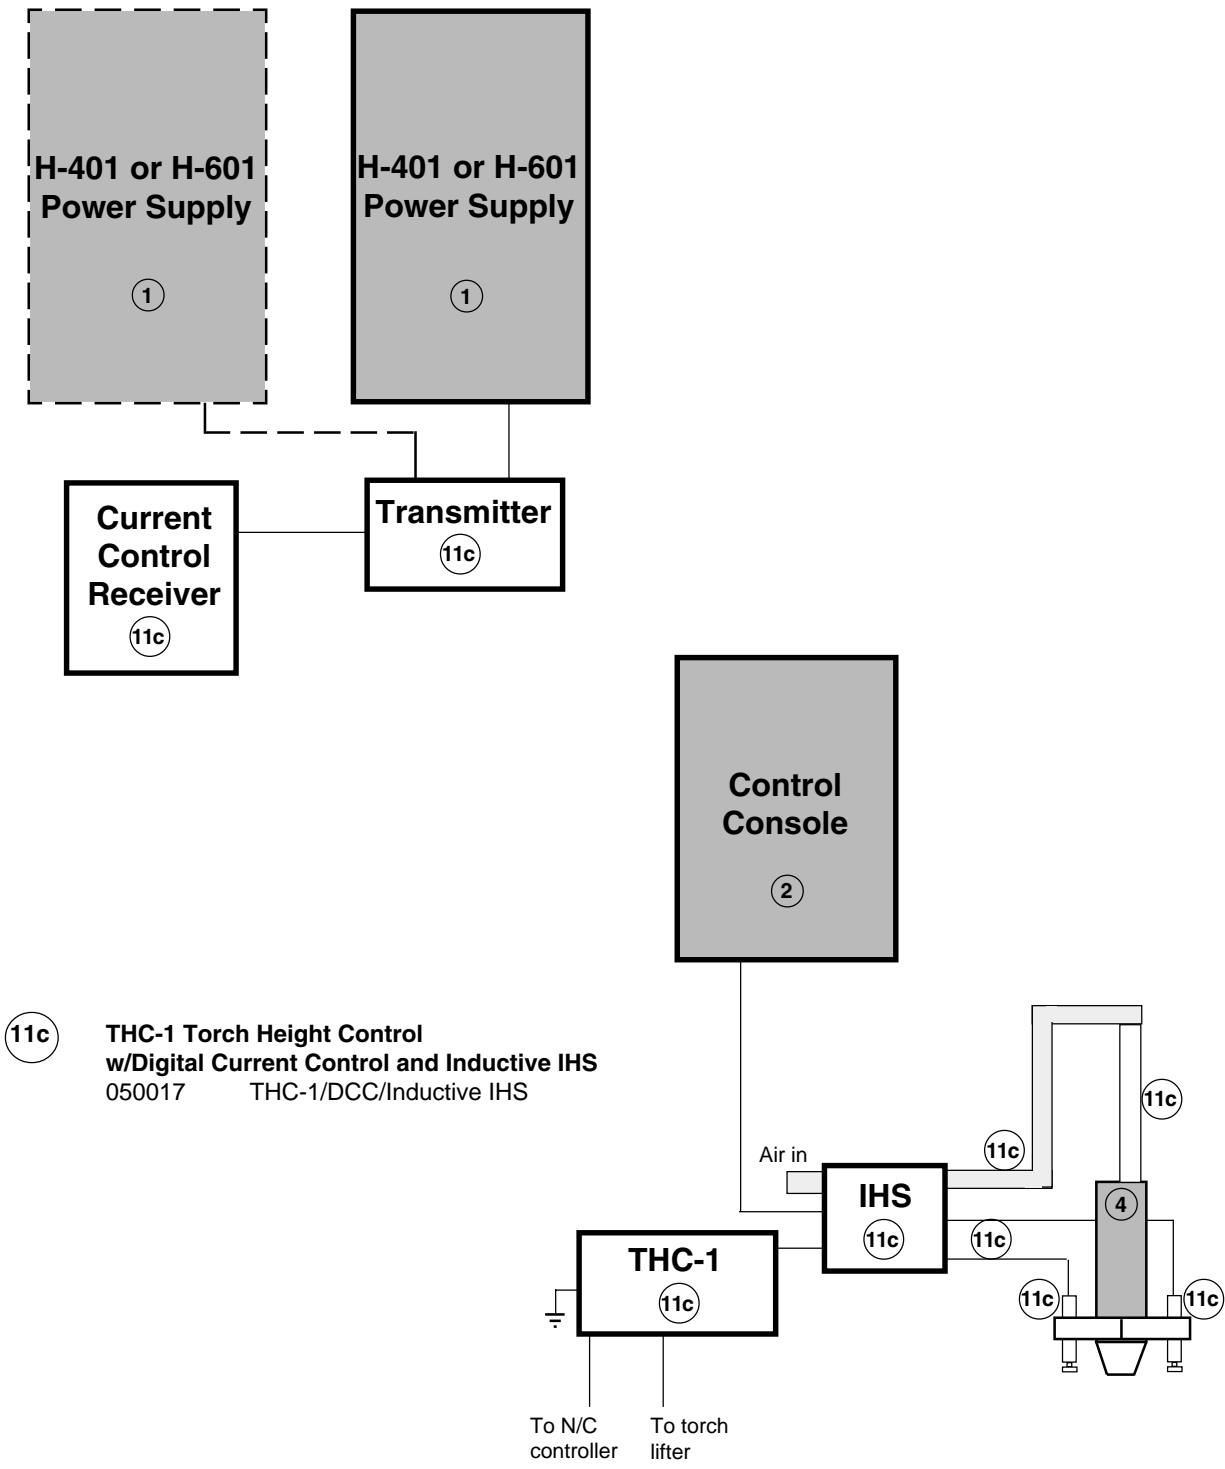 H-401 or H-601
Power Supply
1
H-401 or H-601
Power Supply
1
Current
Control
Receiver
11c
Transmitter
11c
Control
Console
2
11c
THC-1 Torch Height Control
w/Digital Current Control and Inductive IHS
050017 THC-1/DCC/Inductive IHS
Air in
IHS
11c
11c
11c
4
11c
11c
11c
THC-1
11c
To N/C
controller
To torch
lifter